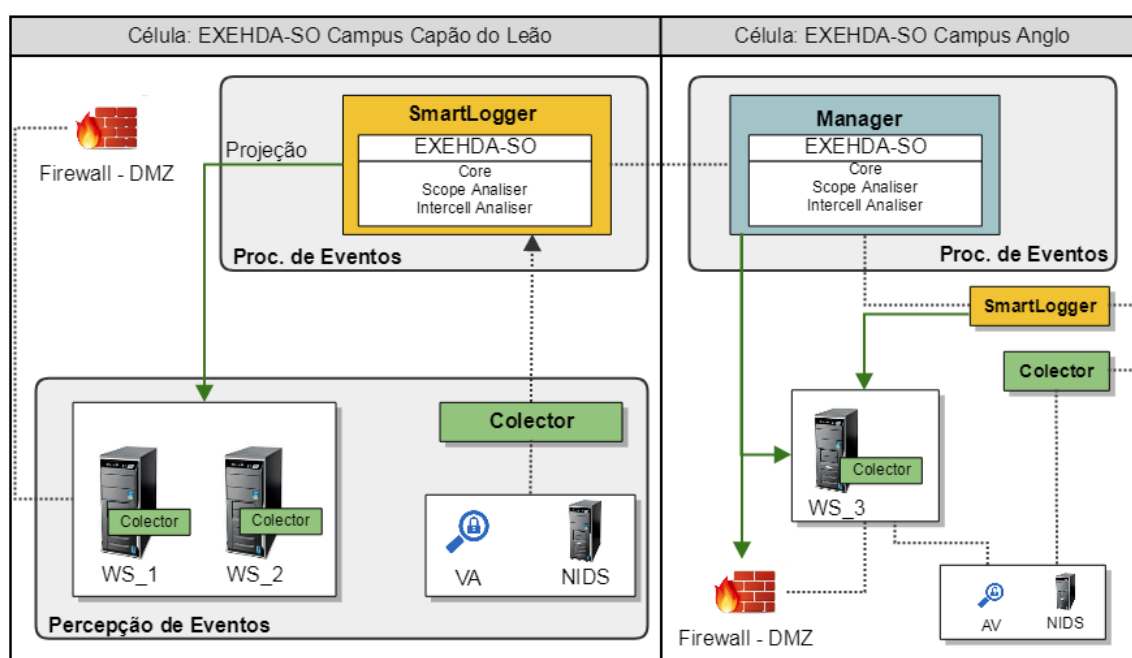 Célula: EXEHDA-SO Campus Capão do Leão
Célula: EXEHDA-SO Campus Anglo
Firewall - DMZ
Projeção
SmartLogger
EXEHDA-SO
Core
Scope Analiser
Intercell Analiser
Proc. de Eventos
Colector
Colector
WS_1
Colector
WS_2
VA
NIDS
Percepção de Eventos
Manager
EXEHDA-SO
Core
Scope Analiser
Intercell Analiser
Proc. de Eventos
SmartLogger
Colector
Colector
WS_3
Firewall - DMZ
AV
NIDS